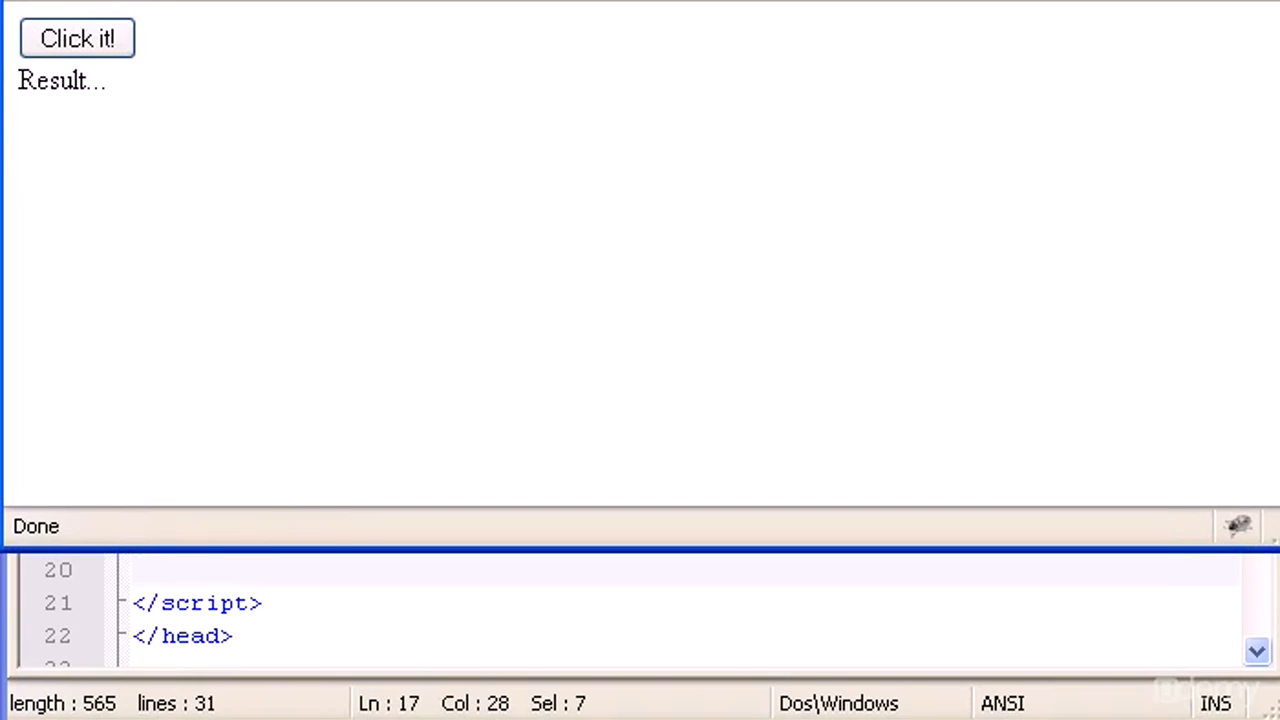 Click it!
Result...
Done
20
21 </script>
22 </head>
length : 565 lines : 31 Ln : 17 Col : 28 Sel : 7 Dos\Windows ANSI INS
udemy